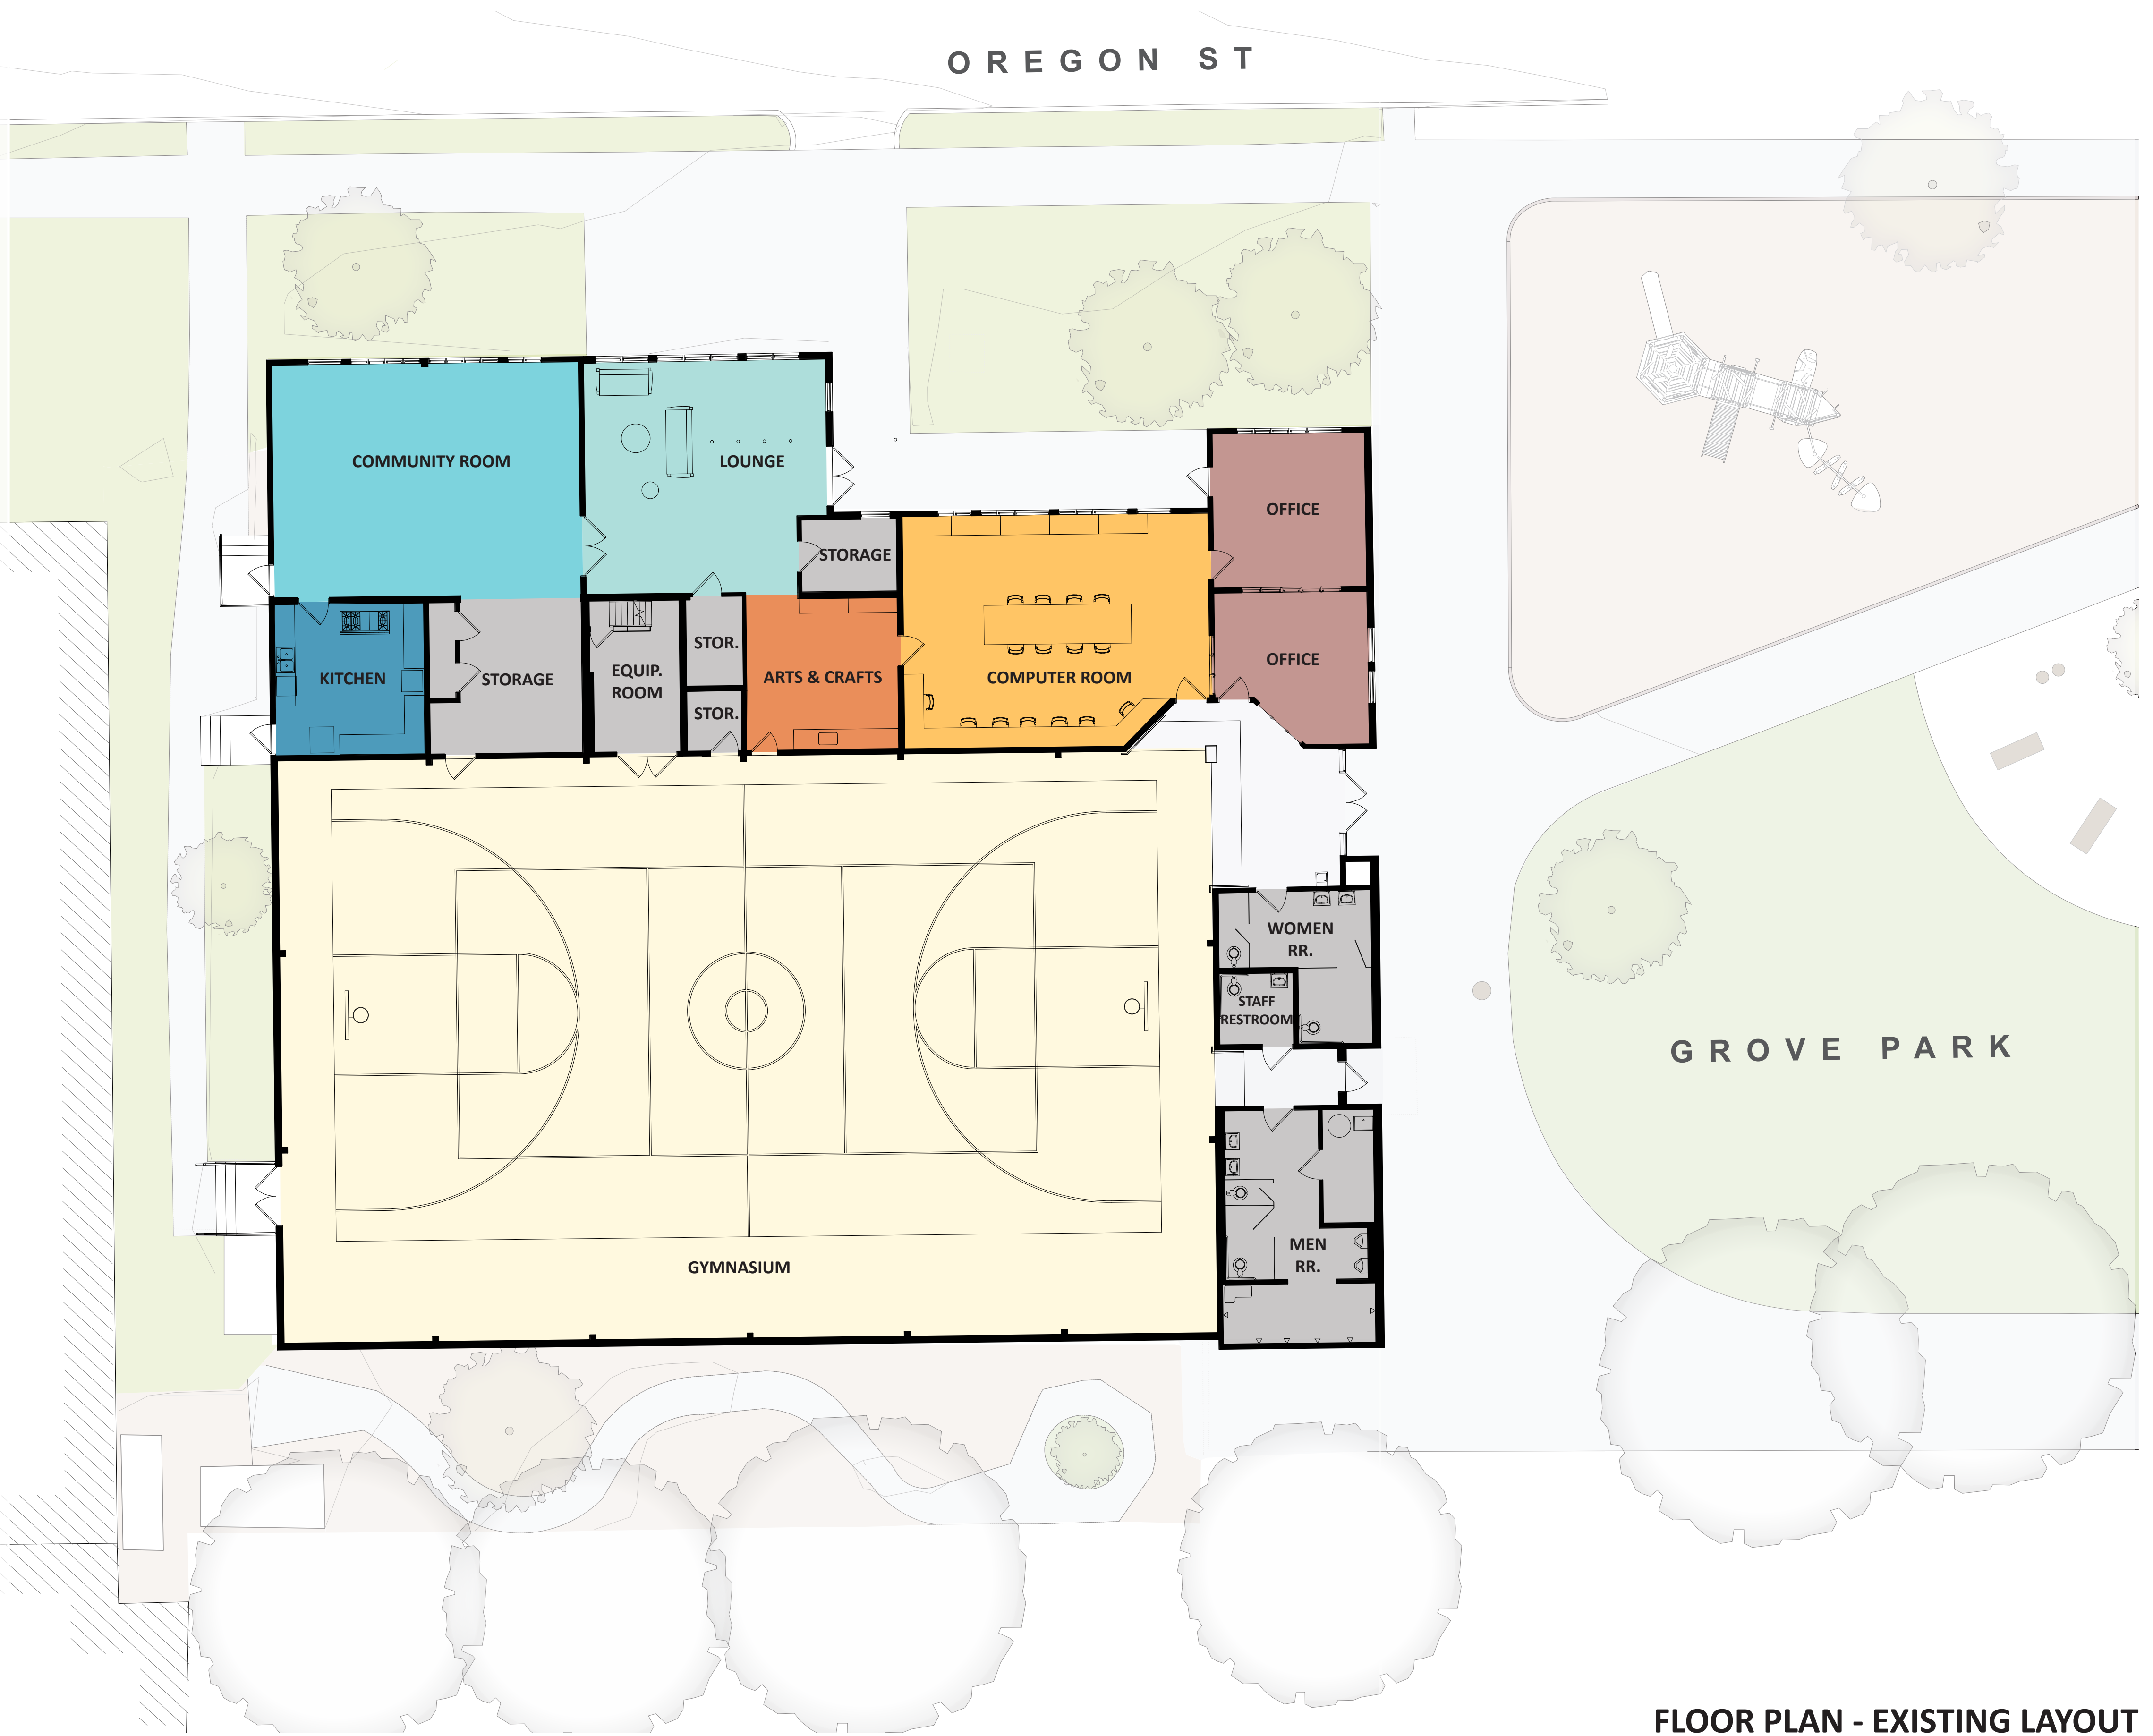 OREGON ST
COMMUNITY ROOM
LOUNGE
OFFICE
STORAGE
STOR.
KITCHEN
STORAGE
EQUIP.
ROOM
ARTS & CRAFTS
COMPUTER ROOM
OFFICE
STOR.
WOMEN
RR.
STAFF
RESTROOM
GROVE PARK
MEN
RR.
GYMNASIUM
FLOOR PLAN - EXISTING LAYOUT